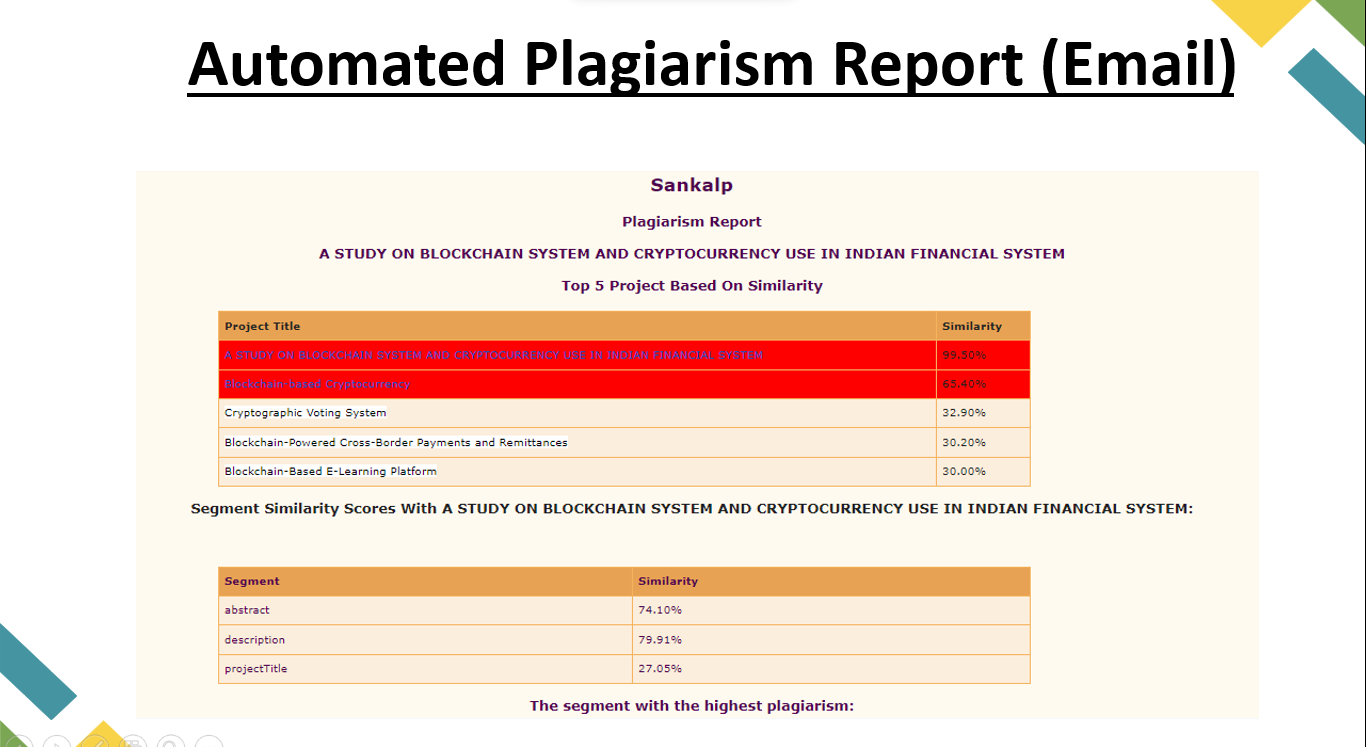 Automated Plagiarism Report (Email)
Sankalp
Plagiarism Report
A STUDY ON BLOCKCHAIN SYSTEM AND CRYPTOCURRENCY USE IN INDIAN FINANCIAL SYSTEM
Top 5 Project Based On Similarity
Project Title Similarity
A STUDY ON BLOCKCHAIN SYSTEM AND CRYPTOCURRENCY USE IN INDIAN FINANCIAL SYSTEM 99.50%
Blockchain-based Cryptocurrency 65.40%
Cryptographic Voting System 32.90%
Blockchain-Powered Cross-Border Payments and Remittances 30.20%
Blockchain-Based E-Learning Platform 30.00%
Segment Similarity Scores With A STUDY ON BLOCKCHAIN SYSTEM AND CRYPTOCURRENCY USE IN INDIAN FINANCIAL SYSTEM:
Segment Similarity
abstract 74.10%
description 79.91%
projectTitle 27.05%
The segment with the highest plagiarism: